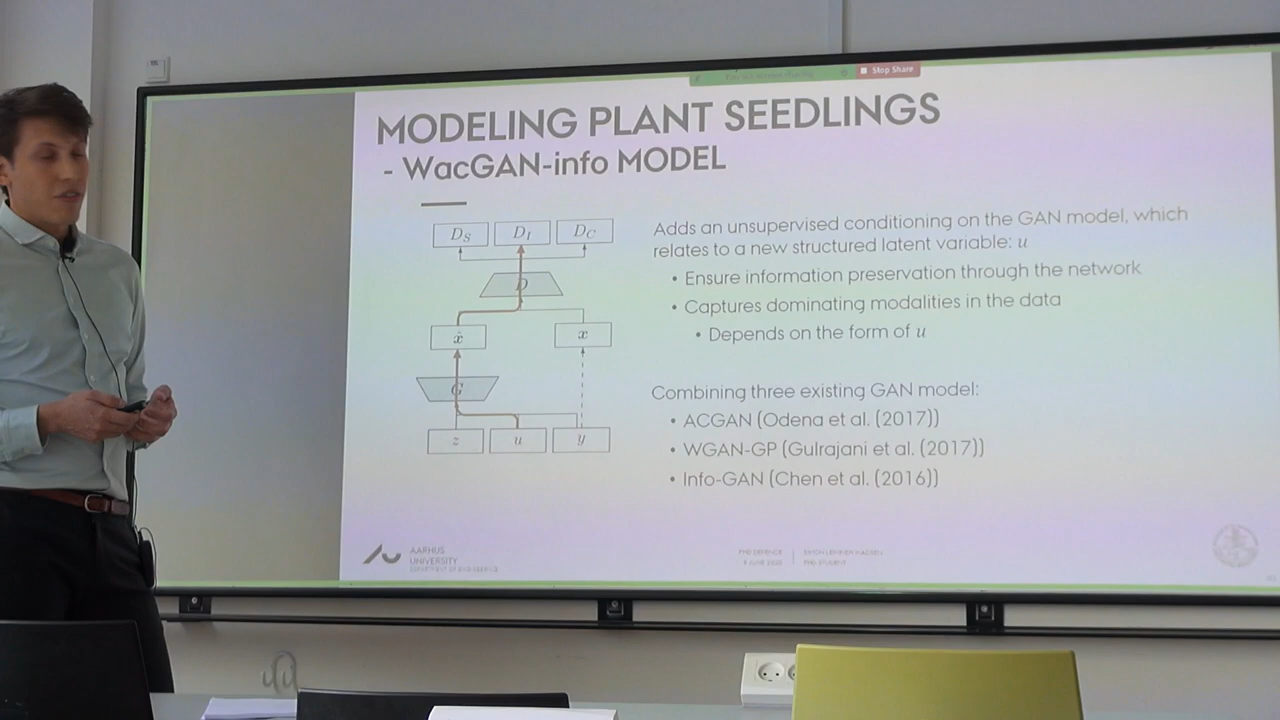 Stop Share
MODELING PLANT SEEDLINGS
- WacGAN-info MODEL
D_S D_I D_C
D
x̂ x
G
z u y
Adds an unsupervised conditioning on the GAN model, which
relates to a new structured latent variable: u
• Ensure information preservation through the network
• Captures dominating modalities in the data
• Depends on the form of u
Combining three existing GAN model:
• ACGAN (Odena et al. (2017))
• WGAN-GP (Gulrajani et al. (2017))
• Info-GAN (Chen et al. (2016))
AARHUS
UNIVERSITY
DEPARTMENT OF ENGINEERING
PHD DEFENCE
PHD STUDENT